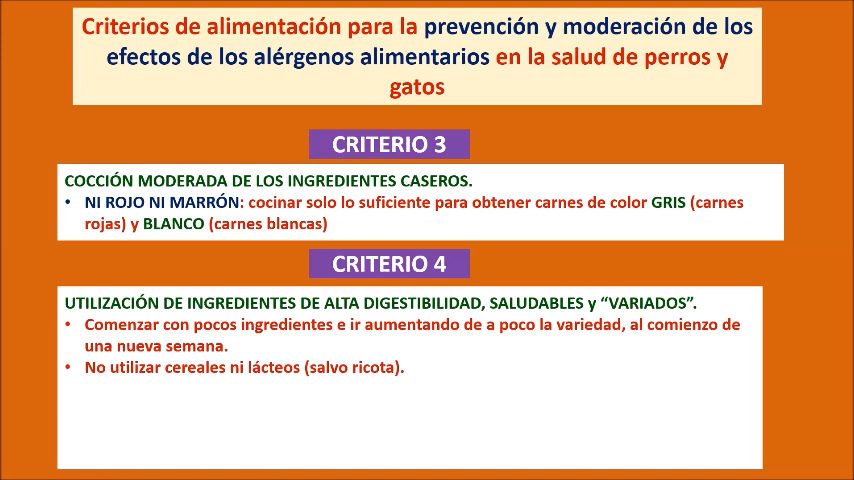 Criterios de alimentación para la prevención y moderación de los
efectos de los alérgenos alimentarios en la salud de perros y
gatos
CRITERIO 3
COCCIÓN MODERADA DE LOS INGREDIENTES CASEROS.
• NI ROJO NI MARRÓN: cocinar solo lo suficiente para obtener carnes de color GRIS (carnes
rojas) y BLANCO (carnes blancas)
CRITERIO 4
UTILIZACIÓN DE INGREDIENTES DE ALTA DIGESTIBILIDAD, SALUDABLES y “VARIADOS”.
• Comenzar con pocos ingredientes e ir aumentando de a poco la variedad, al comienzo de
una nueva semana.
• No utilizar cereales ni lácteos (salvo ricota).